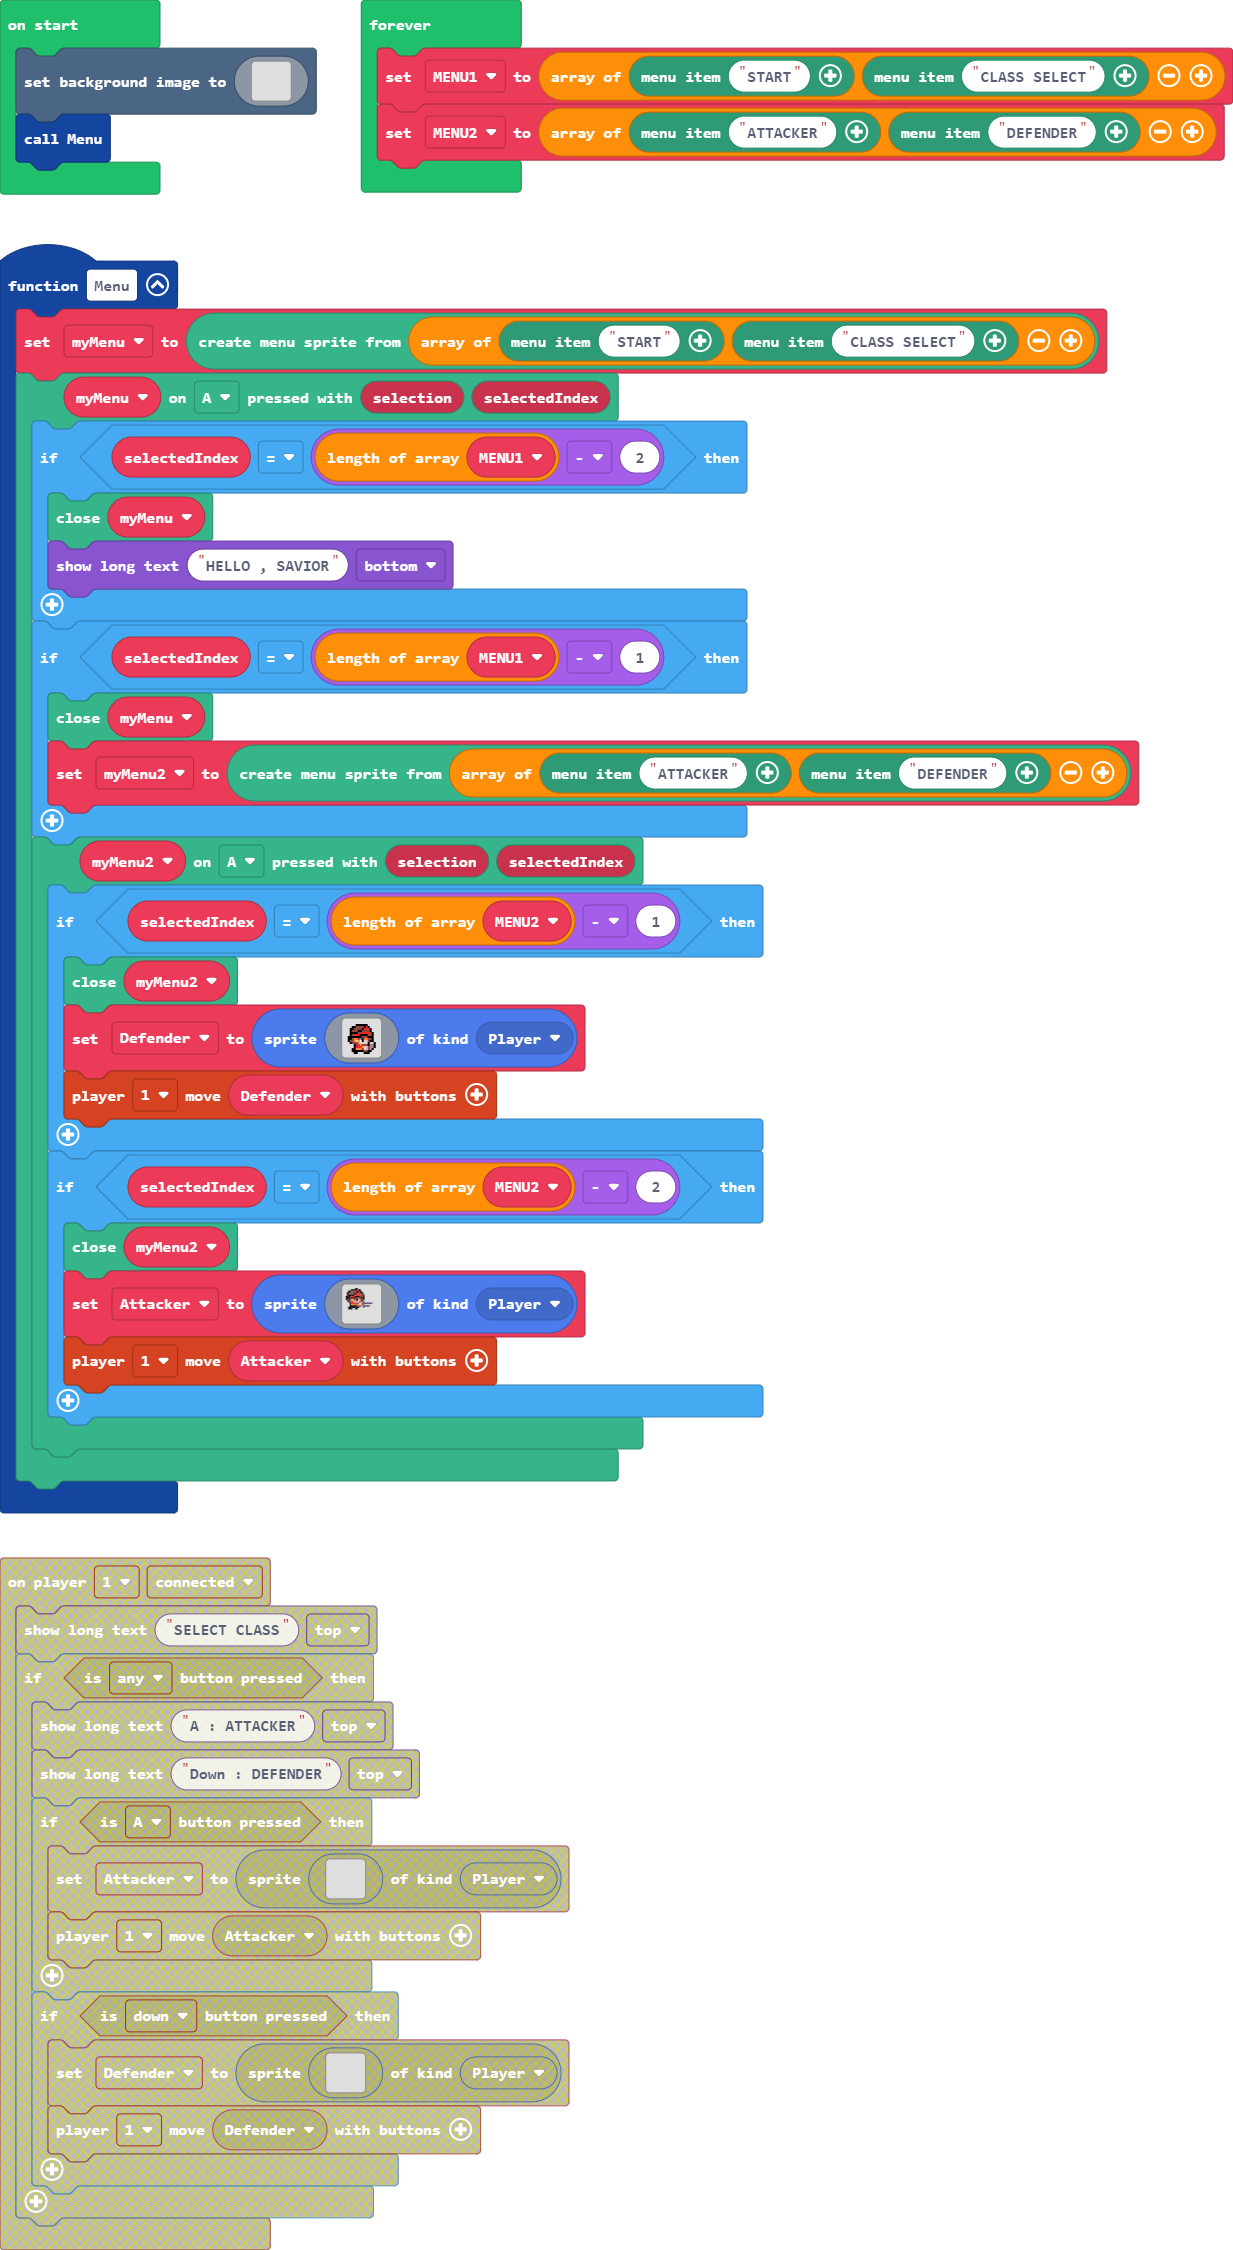 on start
set background image to
call Menu
forever
set MENU1 to array of menu item "START" menu item "CLASS SELECT"
set MENU2 to array of menu item "ATTACKER" menu item "DEFENDER"
function Menu
set myMenu to create menu sprite from array of menu item "START" menu item "CLASS SELECT"
myMenu on A pressed with selection selectedIndex
if selectedIndex = length of array MENU1 - 2 then
close myMenu
show long text "HELLO , SAVIOR" bottom
if selectedIndex = length of array MENU1 - 1 then
close myMenu
set myMenu2 to create menu sprite from array of menu item "ATTACKER" menu item "DEFENDER"
myMenu2 on A pressed with selection selectedIndex
if selectedIndex = length of array MENU2 - 1 then
close myMenu2
set Defender to sprite of kind Player
player 1 move Defender with buttons
if selectedIndex = length of array MENU2 - 2 then
close myMenu2
set Attacker to sprite of kind Player
player 1 move Attacker with buttons
on player 1 connected
show long text "SELECT CLASS" top
if is any button pressed then
show long text "A : ATTACKER" top
show long text "Down : DEFENDER" top
if is A button pressed then
set Attacker to sprite of kind Player
player 1 move Attacker with buttons
if is down button pressed then
set Defender to sprite of kind Player
player 1 move Defender with buttons